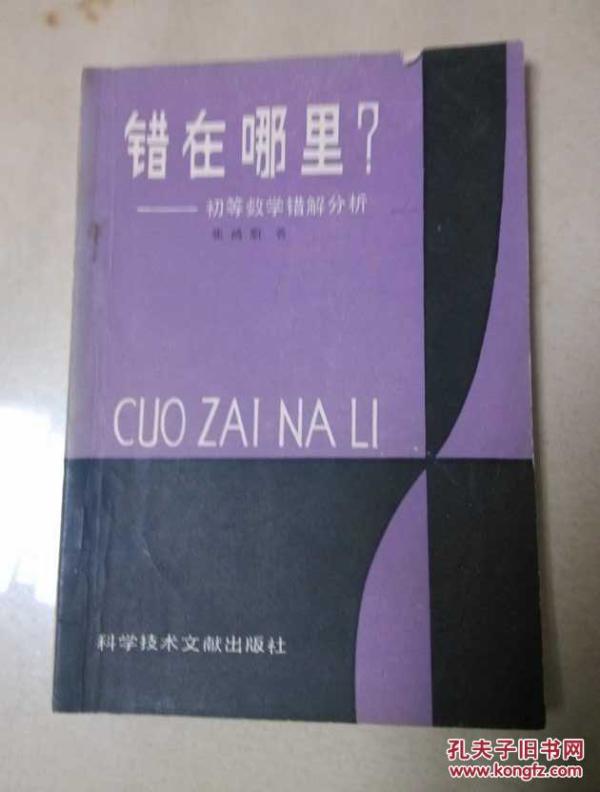 错在哪里?
——初等数学错解分析
著
CUO ZAI NA LI
科学技术文献出版社
孔夫子旧书网
www.kongfz.com